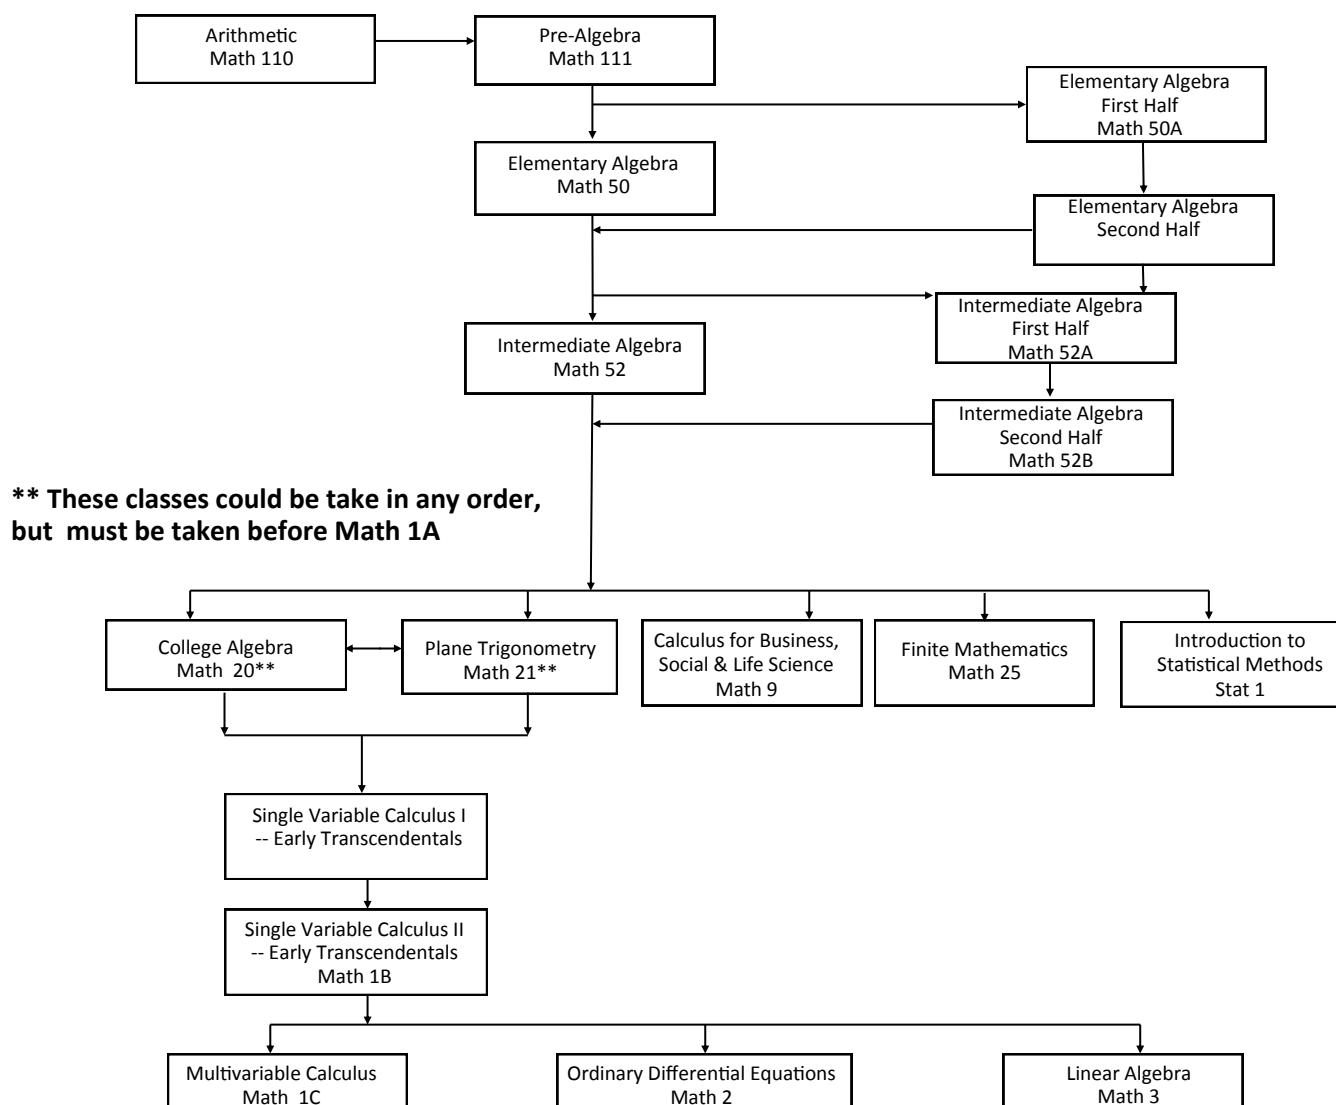 Arithmetic
Math 110
Pre-Algebra
Math 111
Elementary Algebra
First Half
Math 50A
Elementary Algebra
Math 50
Elementary Algebra
Second Half
Intermediate Algebra
First Half
Math 52A
Intermediate Algebra
Math 52
Intermediate Algebra
Second Half
Math 52B
** These classes could be take in any order,
but must be taken before Math 1A
College Algebra
Math 20**
Plane Trigonometry
Math 21**
Calculus for Business,
Social & Life Science
Math 9
Finite Mathematics
Math 25
Introduction to
Statistical Methods
Stat 1
Single Variable Calculus I
-- Early Transcendentals
Single Variable Calculus II
-- Early Transcendentals
Math 1B
Multivariable Calculus
Math 1C
Ordinary Differential Equations
Math 2
Linear Algebra
Math 3